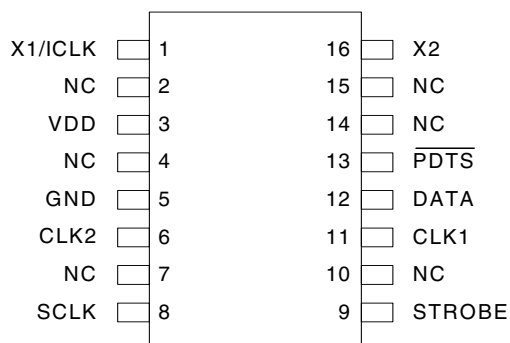 X1/ICLK 1 16 X2
NC 2 15 NC
VDD 3 14 NC
NC 4 13 P̅D̅T̅S̅
GND 5 12 DATA
CLK2 6 11 CLK1
NC 7 10 NC
SCLK 8 9 STROBE